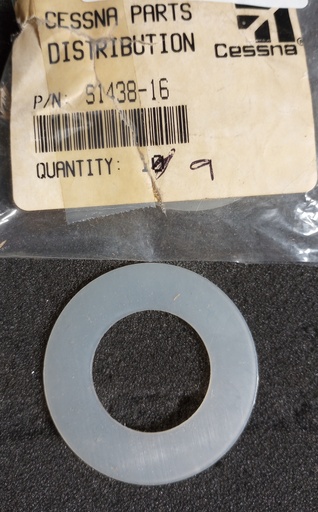 CESSNA PARTS
DISTRIBUTION
Cessna
P/N: S1438-16
QUANTITY: 9